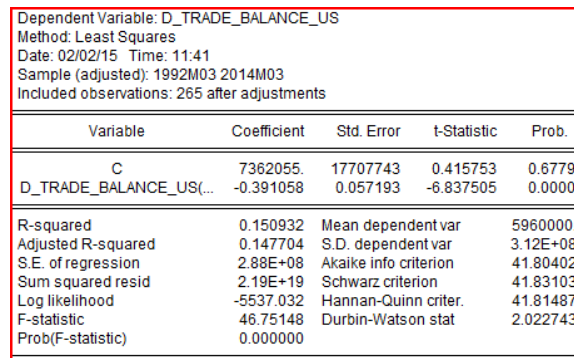 Dependent Variable: D_TRADE_BALANCE_US
Method: Least Squares
Date: 02/02/15 Time: 11:41
Sample (adjusted): 1992M03 2014M03
Included observations: 265 after adjustments
Variable Coefficient Std. Error t-Statistic Prob.
C 7362055. 17707743 0.415753 0.6779
D_TRADE_BALANCE_US(... -0.391058 0.057193 -6.837505 0.0000
R-squared 0.150932 Mean dependent var 5960000.
Adjusted R-squared 0.147704 S.D. dependent var 3.12E+08
S.E. of regression 2.88E+08 Akaike info criterion 41.80402
Sum squared resid 2.19E+19 Schwarz criterion 41.83103
Log likelihood -5537.032 Hannan-Quinn criter. 41.81487
F-statistic 46.75148 Durbin-Watson stat 2.022743
Prob(F-statistic) 0.000000